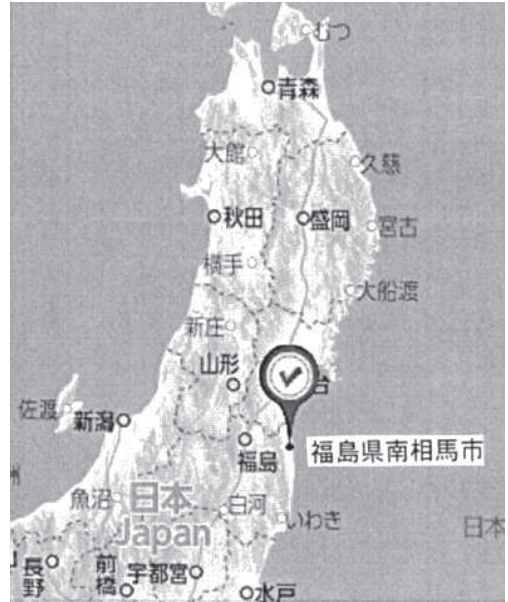 むつ
青森
大館
久慈
秋田
盛岡
宮古
横手
大船渡
新庄
山形
台
佐渡
新潟
福島
福島県南相馬市
魚沼
日本
Japan
白河
いわき
日本
長野
前橋
宇都宮
水戸